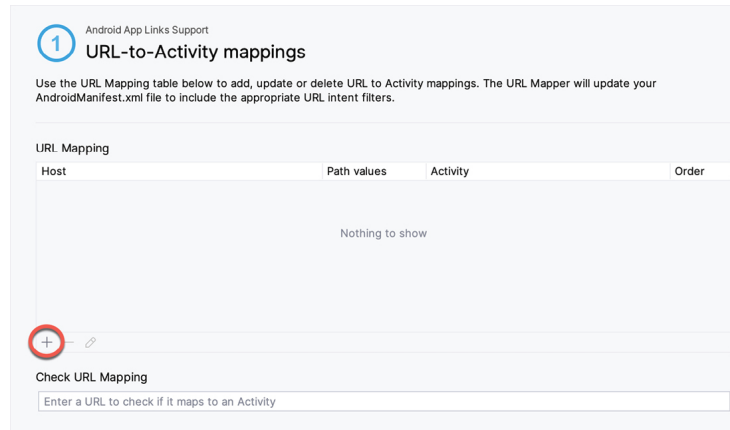 Android App Links Support
1
URL-to-Activity mappings
Use the URL Mapping table below to add, update or delete URL to Activity mappings. The URL Mapper will update your
AndroidManifest.xml file to include the appropriate URL intent filters.
URL Mapping
Host Path values Activity Order
Nothing to show
Check URL Mapping
Enter a URL to check if it maps to an Activity